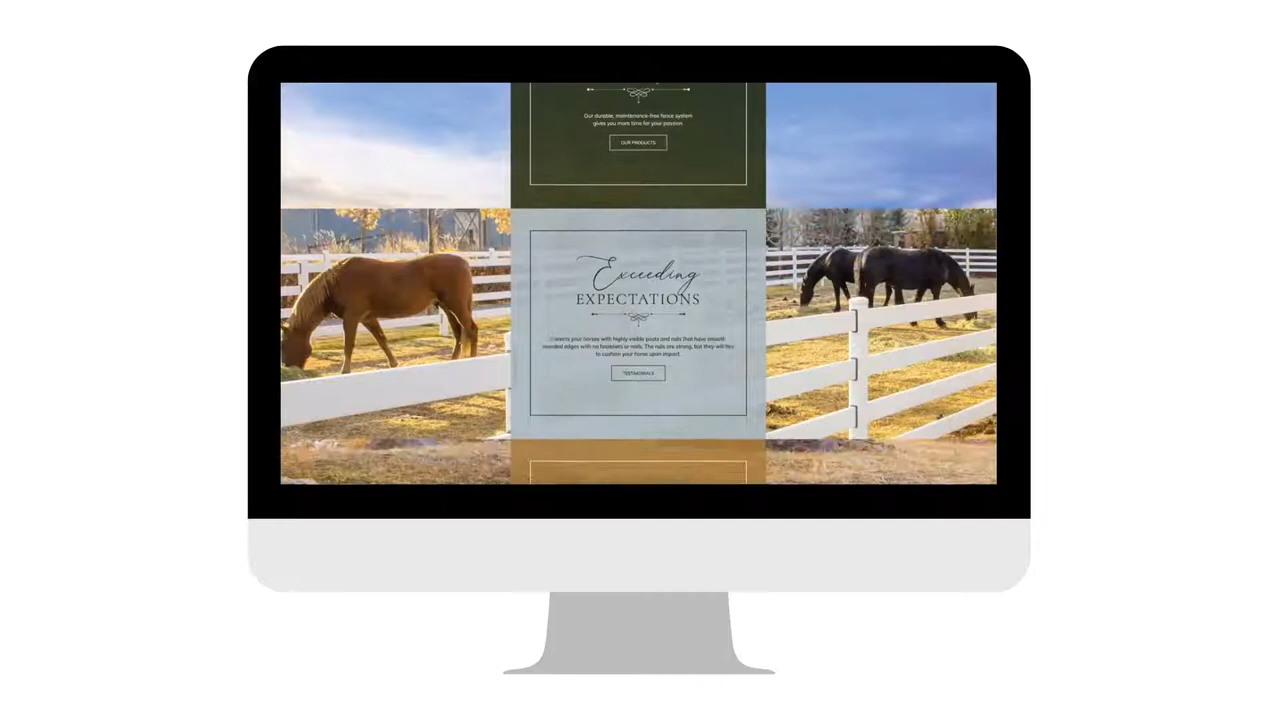 Our durable, maintenance-free fence system
gives you more time for your passion.
OUR PRODUCTS
Exceeding
EXPECTATIONS
Protects your horses with highly visible posts and rails that have smooth
rounded edges with no fasteners or nails. The rails are strong, but they will flex
to cushion your horse upon impact.
TESTIMONIALS